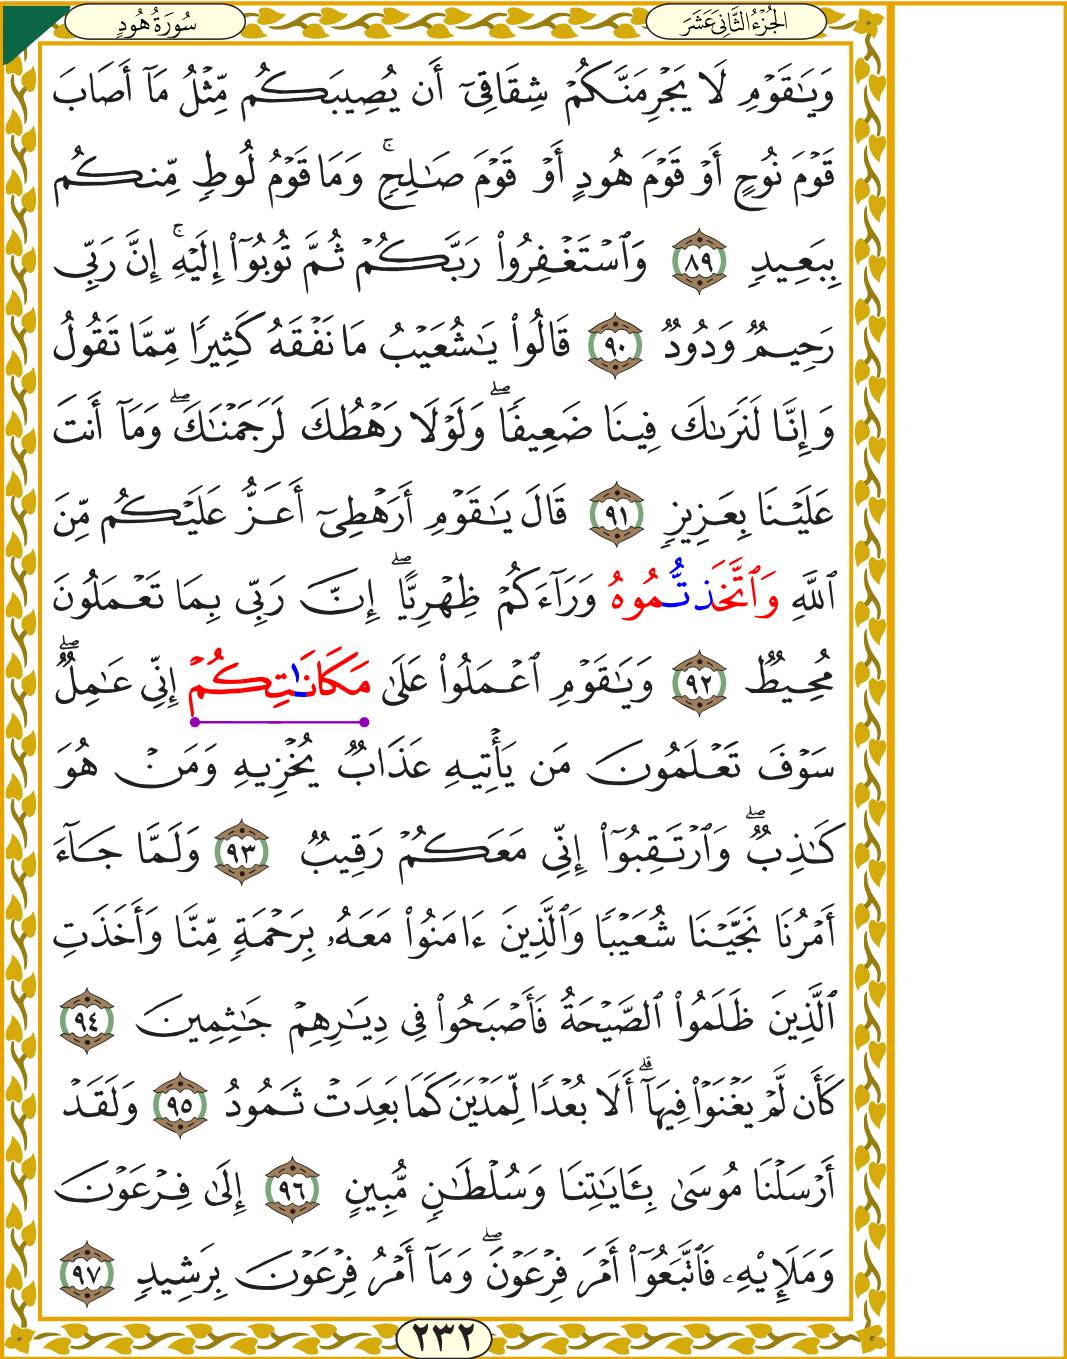 الجُزْءُ الثَّانِي عَشَرَ
سُورَةُ هُودٍ
وَيَٰقَوْمِ لَا يَجْرِمَنَّكُمْ شِقَاقِىٓ أَن يُصِيبَكُم مِّثْلُ مَآ أَصَابَ
قَوْمَ نُوحٍ أَوْ قَوْمَ هُودٍ أَوْ قَوْمَ صَٰلِحٍ ۚ وَمَا قَوْمُ لُوطٍ مِّنكُم
بِبَعِيدٍ ٨٩ وَٱسْتَغْفِرُوا۟ رَبَّكُمْ ثُمَّ تُوبُوٓا۟ إِلَيْهِ ۚ إِنَّ رَبِّى
رَحِيمٌ وَدُودٌ ٩٠ قَالُوا۟ يَٰشُعَيْبُ مَا نَفْقَهُ كَثِيرًا مِّمَّا تَقُولُ
وَإِنَّا لَنَرَىٰكَ فِينَا ضَعِيفًا ۖ وَلَوْلَا رَهْطُكَ لَرَجَمْنَٰكَ ۖ وَمَآ أَنتَ
عَلَيْنَا بِعَزِيزٍ ٩١ قَالَ يَٰقَوْمِ أَرَهْطِىٓ أَعَزُّ عَلَيْكُم مِّنَ
ٱللَّهِ وَٱتَّخَذتُّمُوهُ وَرَآءَكُمْ ظِهْرِيًّا ۖ إِنَّ رَبِّى بِمَا تَعْمَلُونَ
مُحِيطٌ ٩٢ وَيَٰقَوْمِ ٱعْمَلُوا۟ عَلَىٰ مَكَانَٰتِكُمْ إِنِّى عَٰمِلٌ ۖ
سَوْفَ تَعْلَمُونَ مَن يَأْتِيهِ عَذَابٌ يُخْزِيهِ وَمَنْ هُوَ
كَٰذِبٌ ۖ وَٱرْتَقِبُوٓا۟ إِنِّى مَعَكُمْ رَقِيبٌ ٩٣ وَلَمَّا جَآءَ
أَمْرُنَا نَجَّيْنَا شُعَيْبًا وَٱلَّذِينَ ءَامَنُوا۟ مَعَهُۥ بِرَحْمَةٍ مِّنَّا وَأَخَذَتِ
ٱلَّذِينَ ظَلَمُوا۟ ٱلصَّيْحَةُ فَأَصْبَحُوا۟ فِى دِيَٰرِهِمْ جَٰثِمِينَ ٩٤
كَأَن لَّمْ يَغْنَوْا۟ فِيهَآ ۗ أَلَا بُعْدًا لِّمَدْيَنَ كَمَا بَعِدَتْ ثَمُودُ ٩٥ وَلَقَدْ
أَرْسَلْنَا مُوسَىٰ بِـَٔايَٰتِنَا وَسُلْطَٰنٍ مُّبِينٍ ٩٦ إِلَىٰ فِرْعَوْنَ
وَمَلَإِي۟هِۦ فَٱتَّبَعُوٓا۟ أَمْرَ فِرْعَوْنَ ۖ وَمَآ أَمْرُ فِرْعَوْنَ بِرَشِيدٍ ٩٧
٢٣٢